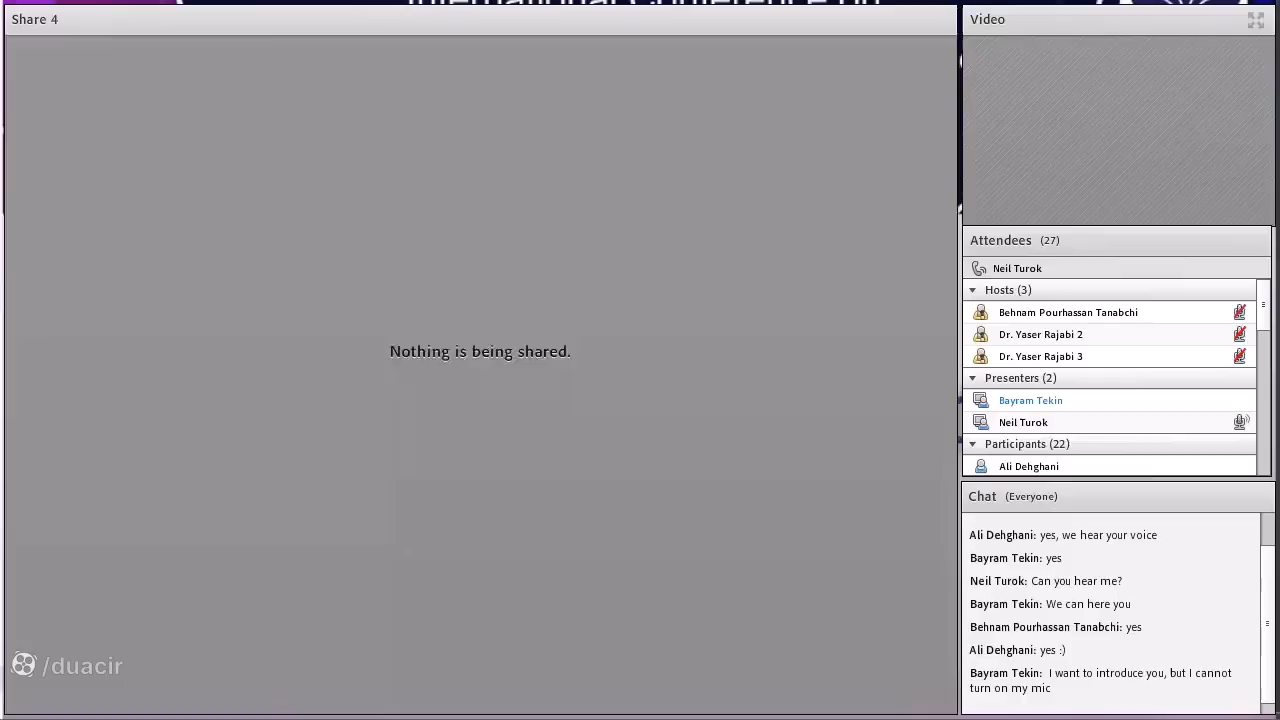 International Conference on
Share 4
Video
Nothing is being shared.
Attendees (27)
Neil Turok
Hosts (3)
Behnam Pourhassan Tanabchi
Dr. Yaser Rajabi 2
Dr. Yaser Rajabi 3
Presenters (2)
Bayram Tekin
Neil Turok
Participants (22)
Ali Dehghani
Chat (Everyone)
Ali Dehghani: yes, we hear your voice
Bayram Tekin: yes
Neil Turok: Can you hear me?
Bayram Tekin: We can here you
Behnam Pourhassan Tanabchi: yes
Ali Dehghani: yes :)
Bayram Tekin: I want to introduce you, but I cannot
turn on my mic
/duacir